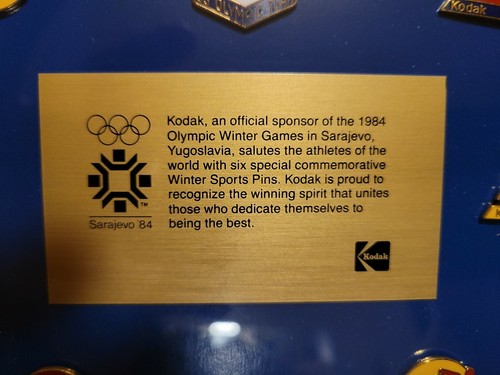 Kodak
Kodak, an official sponsor of the 1984
Olympic Winter Games in Sarajevo,
Yugoslavia, salutes the athletes of the
world with six special commemorative
Winter Sports Pins. Kodak is proud to
recognize the winning spirit that unites
those who dedicate themselves to
being the best.
TM
Sarajevo '84
Kodak